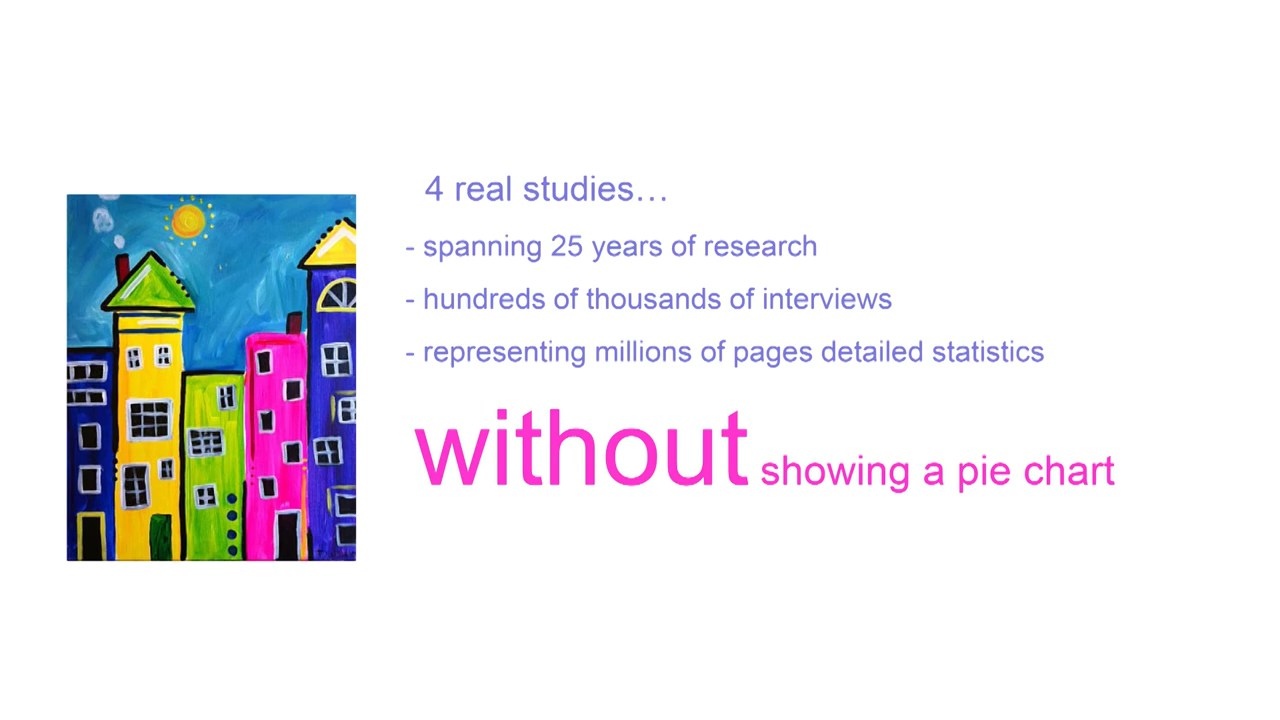 4 real studies…
- spanning 25 years of research
- hundreds of thousands of interviews
- representing millions of pages detailed statistics
without showing a pie chart